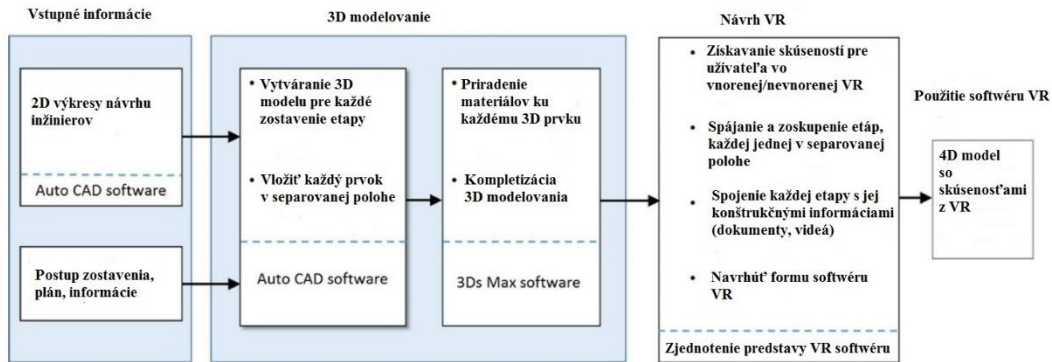 Vstupné informácie
3D modelovanie
Návrh VR
Použitie softwéru VR
2D výkresy návrhu
inžinierov
Auto CAD software
Postup zostavenia,
plán, informácie
• Vytváranie 3D
modelu pre každé
zostavenie etapy
• Vložiť každý prvok
v separovanej polohe
Auto CAD software
• Priradenie
materiálov ku
každému 3D prvku
• Kompletizácia
3D modelovania
3Ds Max software
• Získavanie skúseností pre
užívateľa vo
vnorenej/nevnorenej VR
• Spájanie a zoskupenie etáp,
každej jednej v separovanej
polohe
• Spojenie každej etapy s jej
konštrukčnými informáciami
(dokumenty, videá)
• Navrhúť formu softwéru
VR
Zjednotenie predstavy VR softwéru
4D model
so
skúsenosťami
z VR